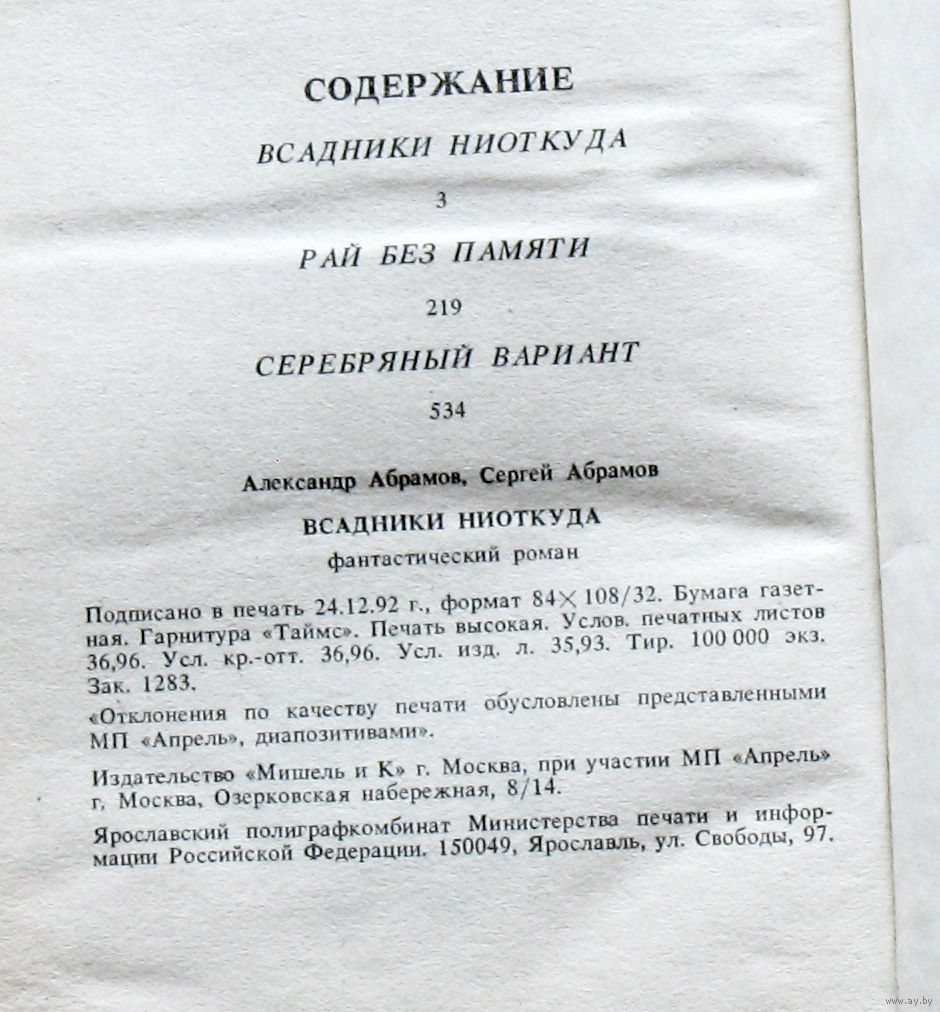 СОДЕРЖАНИЕ
ВСАДНИКИ НИОТКУДА
3
РАЙ БЕЗ ПАМЯТИ
219
СЕРЕБРЯНЫЙ ВАРИАНТ
534
Александр Абрамов, Сергей Абрамов
ВСАДНИКИ НИОТКУДА
фантастический роман
Подписано в печать 24.12.92 г., формат 84×108/32. Бумага газет-
ная. Гарнитура «Таймс». Печать высокая. Услов. печатных листов
36,96. Усл. кр.-отт. 36,96. Усл. изд. л. 35,93. Тир. 100 000 экз.
Зак. 1283.
«Отклонения по качеству печати обусловлены представленными
МП «Апрель», диапозитивами».
Издательство «Мишель и К» г. Москва, при участии МП «Апрель»
г, Москва, Озерковская набережная, 8/14.
Ярославский полиграфкомбинат Министерства печати и инфор-
мации Российской Федерации. 150049, Ярославль, ул. Свободы, 97.
www.ay.by